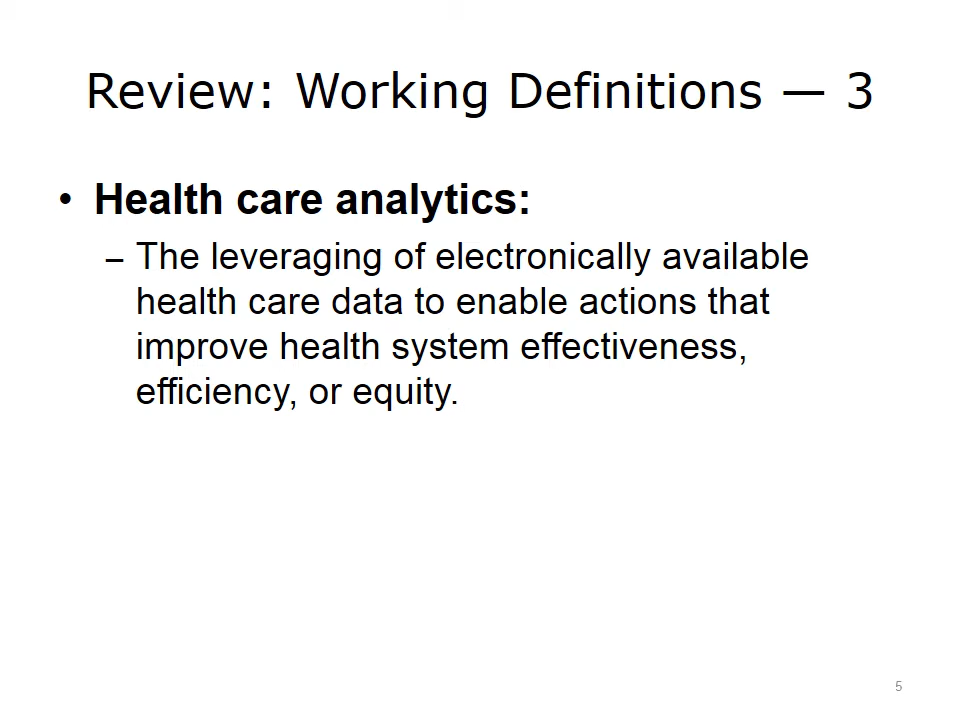 Review: Working Definitions — 3
• Health care analytics:
– The leveraging of electronically available
health care data to enable actions that
improve health system effectiveness,
efficiency, or equity.
5